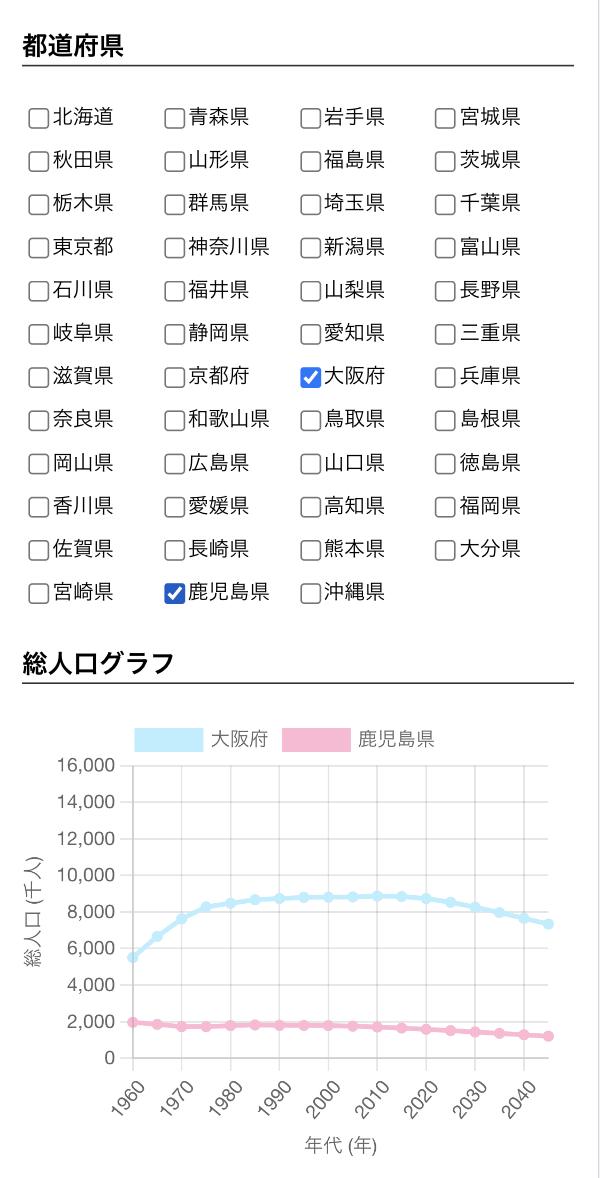 都道府県
北海道 青森県 岩手県 宮城県
秋田県 山形県 福島県 茨城県
栃木県 群馬県 埼玉県 千葉県
東京都 神奈川県 新潟県 富山県
石川県 福井県 山梨県 長野県
岐阜県 静岡県 愛知県 三重県
滋賀県 京都府 大阪府 兵庫県
奈良県 和歌山県 鳥取県 島根県
岡山県 広島県 山口県 徳島県
香川県 愛媛県 高知県 福岡県
佐賀県 長崎県 熊本県 大分県
宮崎県 鹿児島県 沖縄県
総人口グラフ
大阪府 鹿児島県
総人口 (千人)
16,000
14,000
12,000
10,000
8,000
6,000
4,000
2,000
0
1960 1970 1980 1990 2000 2010 2020 2030 2040
年代 (年)